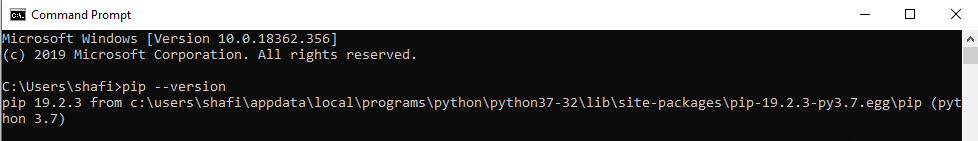 Command Prompt
Microsoft Windows [Version 10.0.18362.356]
(c) 2019 Microsoft Corporation. All rights reserved.
C:\Users\shafi>pip --version
pip 19.2.3 from c:\users\shafi\appdata\local\programs\python\python37-32\lib\site-packages\pip-19.2.3-py3.7.egg\pip (pyt
hon 3.7)